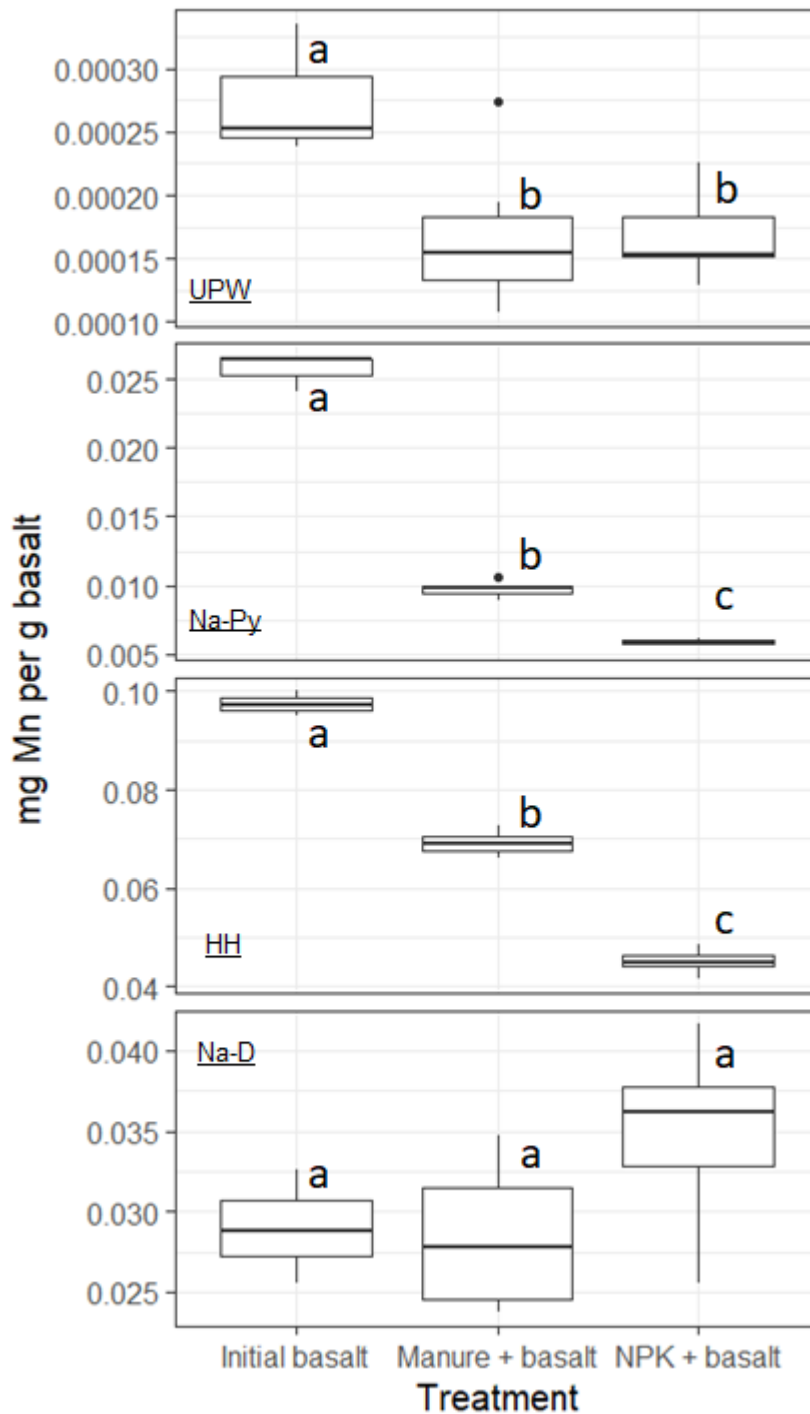 mg Mn per g basalt
0.00030
0.00025
0.00020
0.00015
0.00010
a
b
b
UPW
0.025
0.020
0.015
0.010
0.005
a
b
c
Na-Py
0.10
0.08
0.06
0.04
a
b
c
HH
0.040
0.035
0.030
0.025
Na-D
a
a
a
Initial basalt Manure + basalt NPK + basalt
Treatment